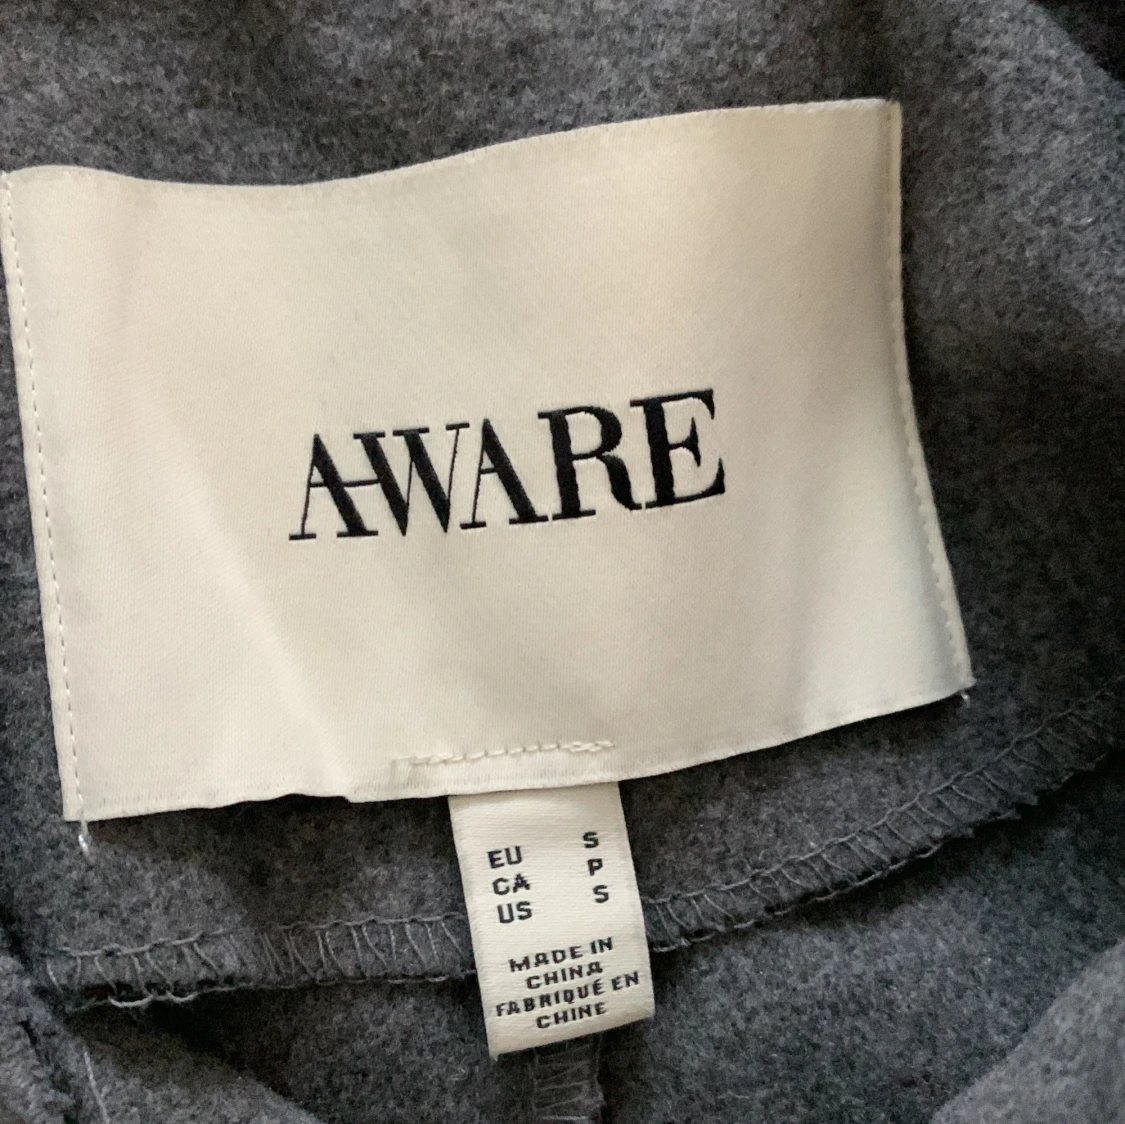 AWARE
EU S
CA P
US S
MADE IN
CHINA
FABRIQUÉ EN
CHINE